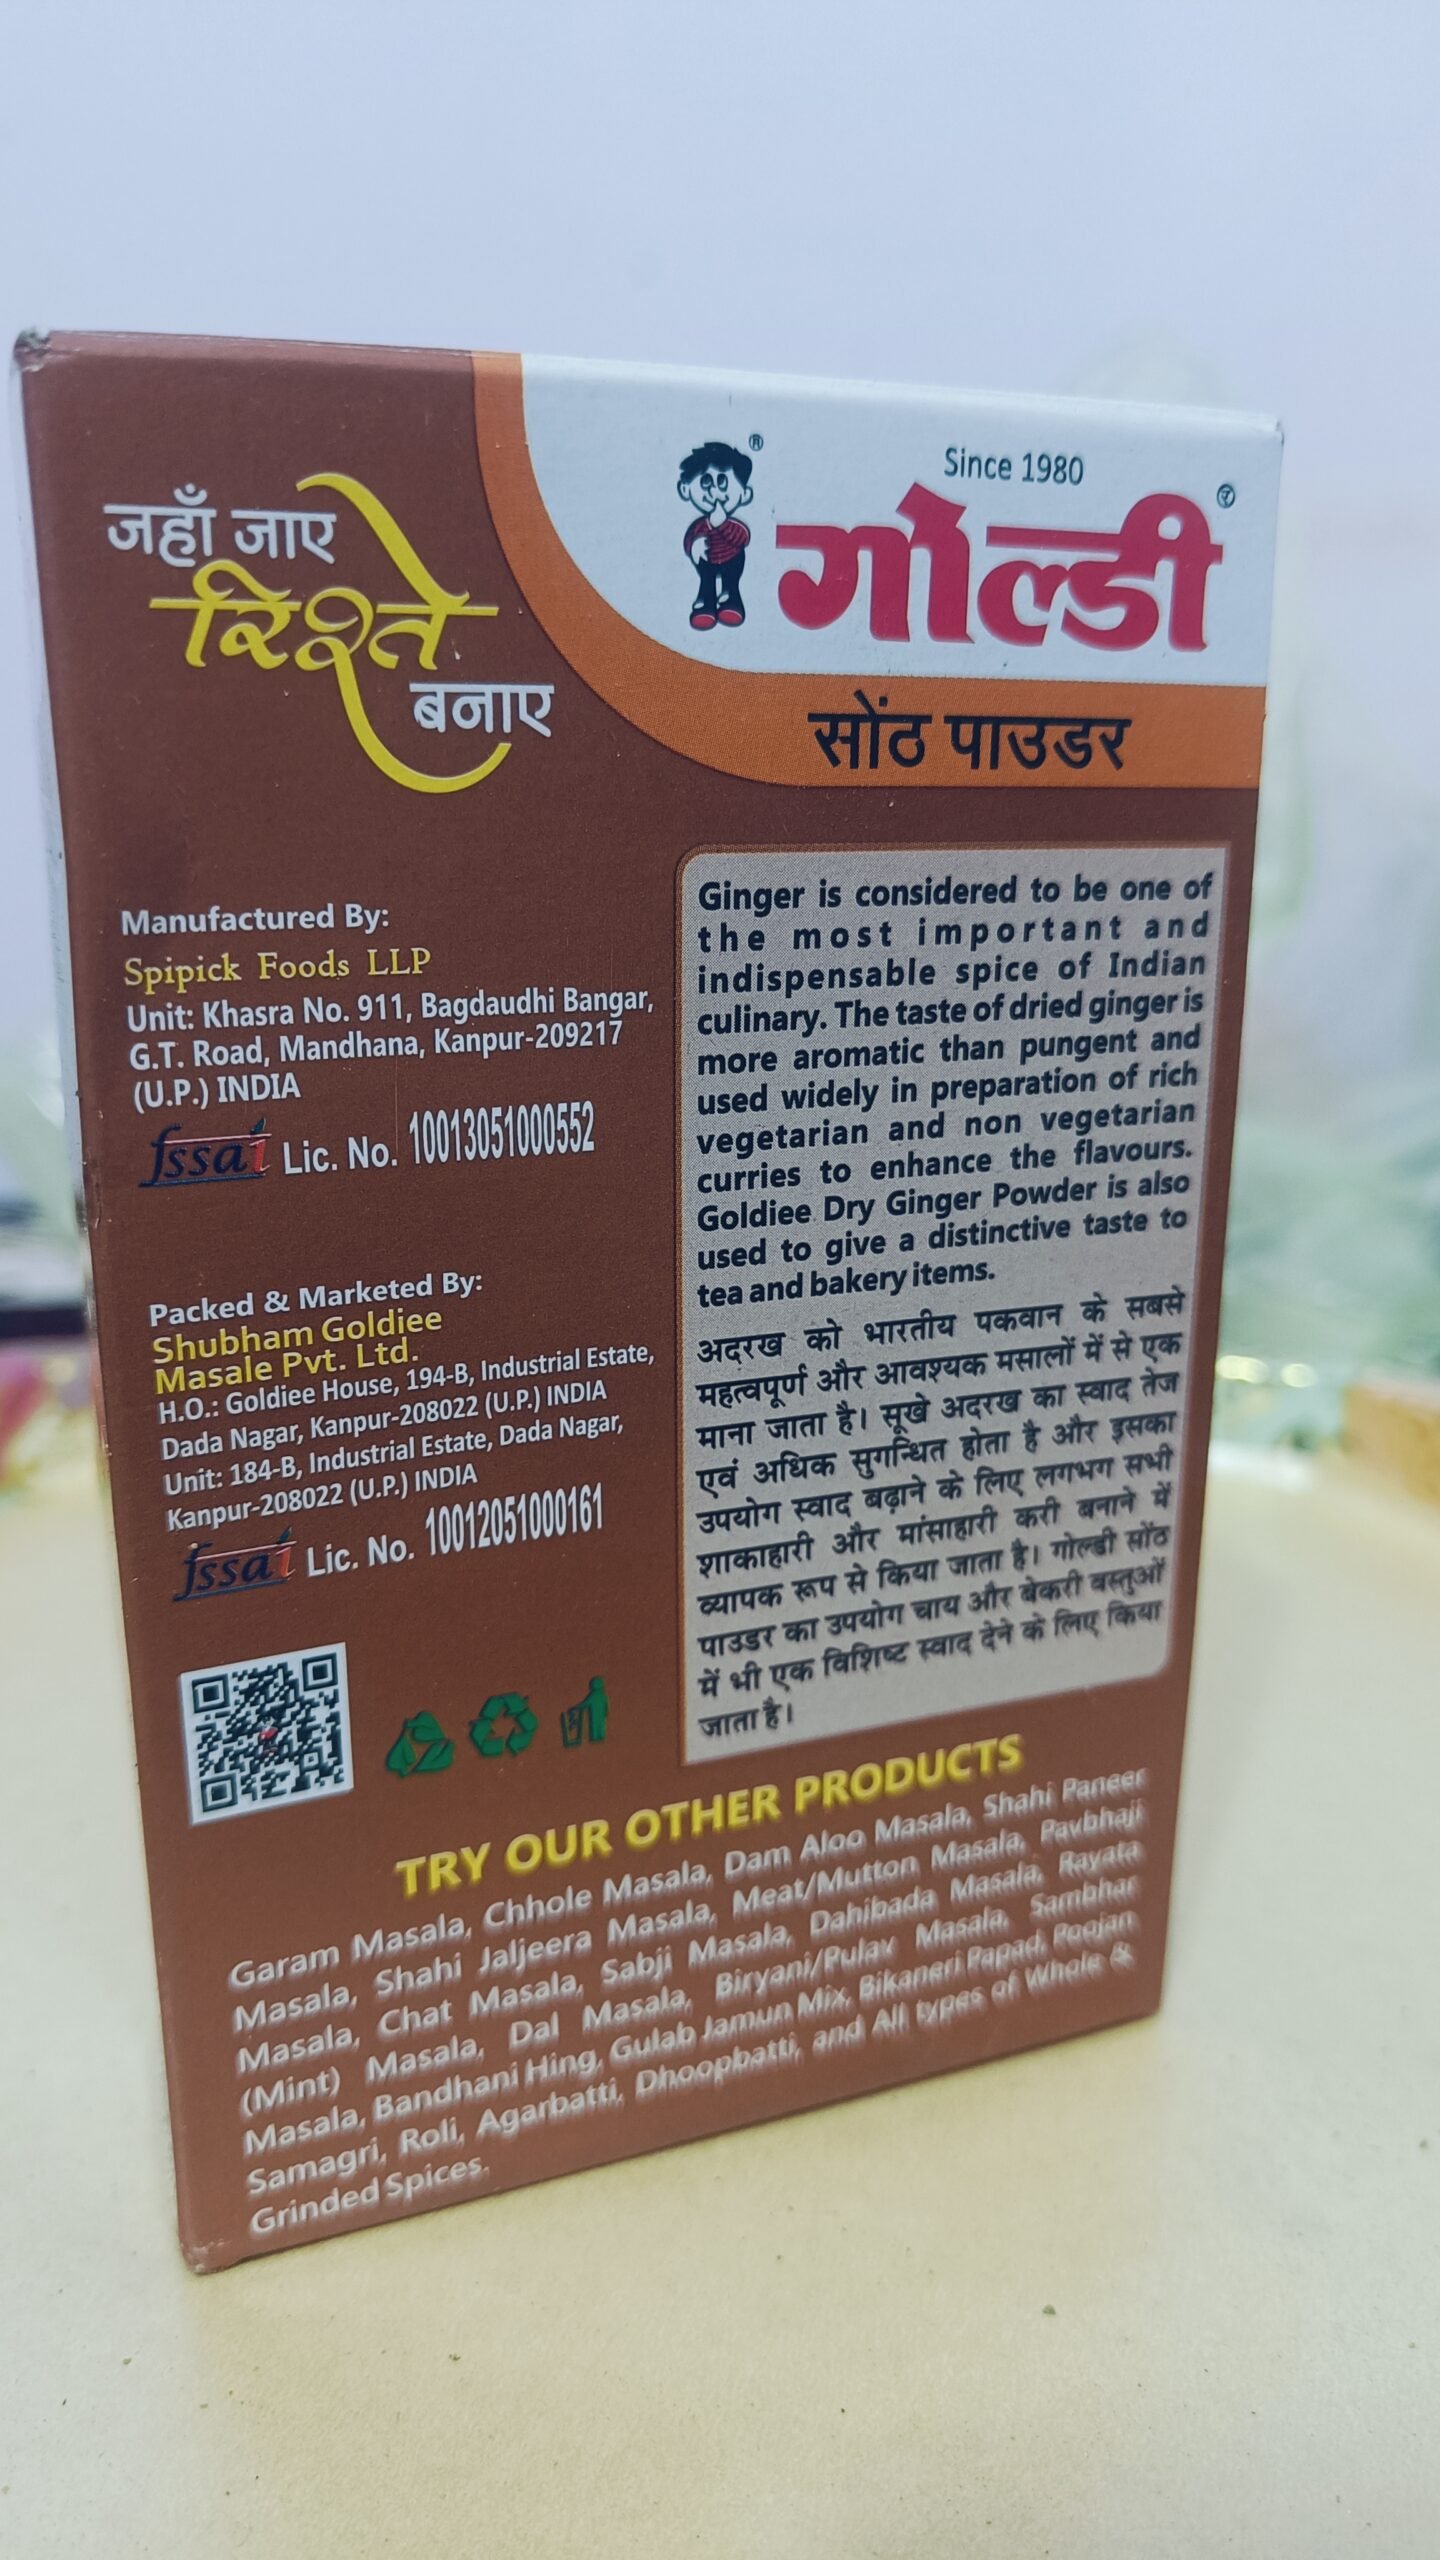 जहाँ जाए
रिश्ते
बनाए
Since 1980
गोल्डी
सोंठ पाउडर
Manufactured By:
Spipick Foods LLP
Unit: Khasra No. 911, Bagdaudhi Bangar,
G.T. Road, Mandhana, Kanpur-209217
(U.P.) INDIA
fssai Lic. No. 10013051000552
Packed & Marketed By:
Shubham Goldiee
Masale Pvt. Ltd.
H.O.: Goldiee House, 194-B, Industrial Estate,
Dada Nagar, Kanpur-208022 (U.P.) INDIA
Unit: 184-B, Industrial Estate, Dada Nagar,
Kanpur-208022 (U.P.) INDIA
fssai Lic. No. 10012051000161
Ginger is considered to be one of
the most important and
indispensable spice of Indian
culinary. The taste of dried ginger is
more aromatic than pungent and
used widely in preparation of rich
vegetarian and non vegetarian
curries to enhance the flavours.
Goldiee Dry Ginger Powder is also
used to give a distinctive taste to
tea and bakery items.
अदरख को भारतीय पकवान के सबसे
महत्वपूर्ण और आवश्यक मसालों में से एक
माना जाता है। सूखे अदरख का स्वाद तेज
एवं अधिक सुगन्धित होता है और इसका
उपयोग स्वाद बढ़ाने के लिए लगभग सभी
शाकाहारी और मांसाहारी करी बनाने में
व्यापक रूप से किया जाता है। गोल्डी सोंठ
पाउडर का उपयोग चाय और बेकरी वस्तुओं
में भी एक विशिष्ट स्वाद देने के लिए किया
जाता है।
TRY OUR OTHER PRODUCTS
Garam Masala, Chhole Masala, Dam Aloo Masala, Shahi Paneer
Masala, Shahi Jaljeera Masala, Meat/Mutton Masala, Pavbhaji
Masala, Chat Masala, Sabji Masala, Dahibada Masala, Rayata
(Mint) Masala, Dal Masala, Biryani/Pulav Masala, Sambhar
Masala, Bandhani Hing, Gulab Jamun Mix, Bikaneri Papad, Poojan
Samagri, Roli, Agarbatti, Dhoopbatti, and All types of Whole &
Grinded Spices.